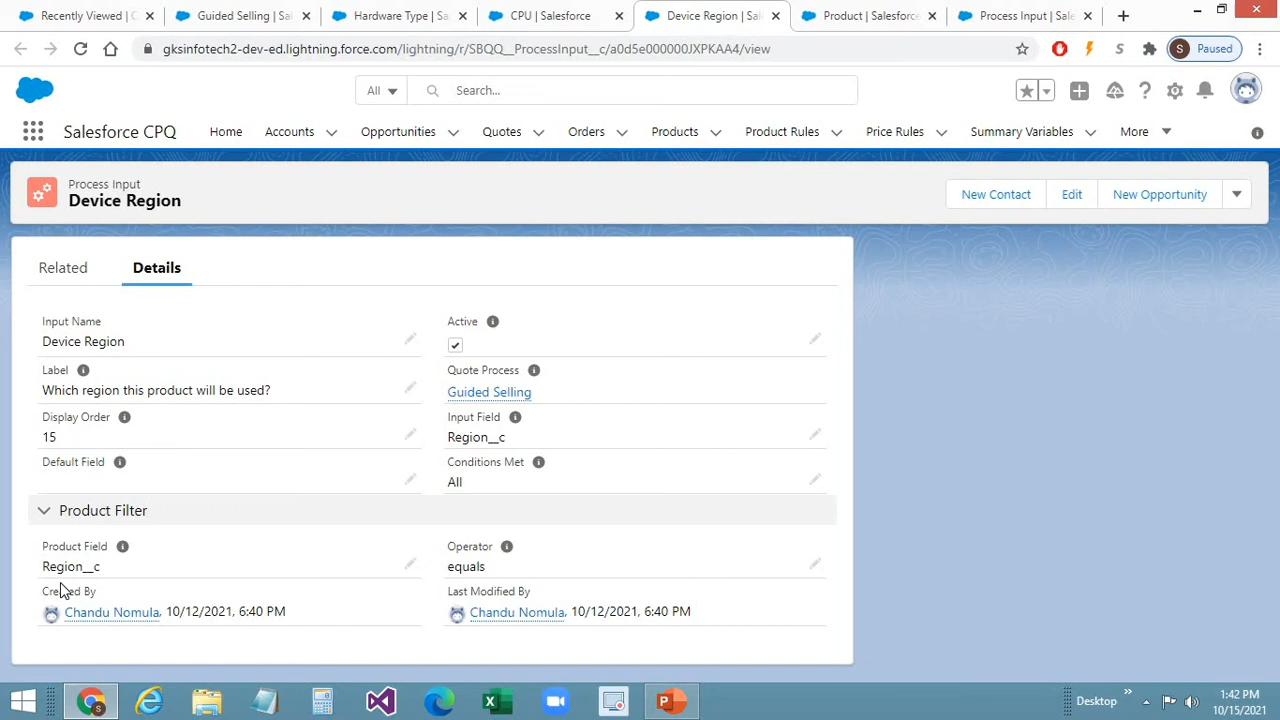 Recently Viewed | C
Guided Selling | Sal
Hardware Type | Sa
CPU | Salesforce
Device Region | Sale
Product | Salesforce
Process Input | Sale
gksinfotech2-dev-ed.lightning.force.com/lightning/r/SBQQ__ProcessInput__c/a0d5e000000JXPKAA4/view
S Paused
All
Search...
Salesforce CPQ
Home
Accounts
Opportunities
Quotes
Orders
Products
Product Rules
Price Rules
Summary Variables
More
Process Input
Device Region
New Contact
Edit
New Opportunity
Related
Details
Input Name
Device Region
Active
Label
Which region this product will be used?
Quote Process
Guided Selling
Display Order
15
Input Field
Region__c
Default Field
Conditions Met
All
Product Filter
Product Field
Region__c
Operator
equals
Created By
Chandu Nomula, 10/12/2021, 6:40 PM
Last Modified By
Chandu Nomula, 10/12/2021, 6:40 PM
Desktop
1:42 PM
10/15/2021